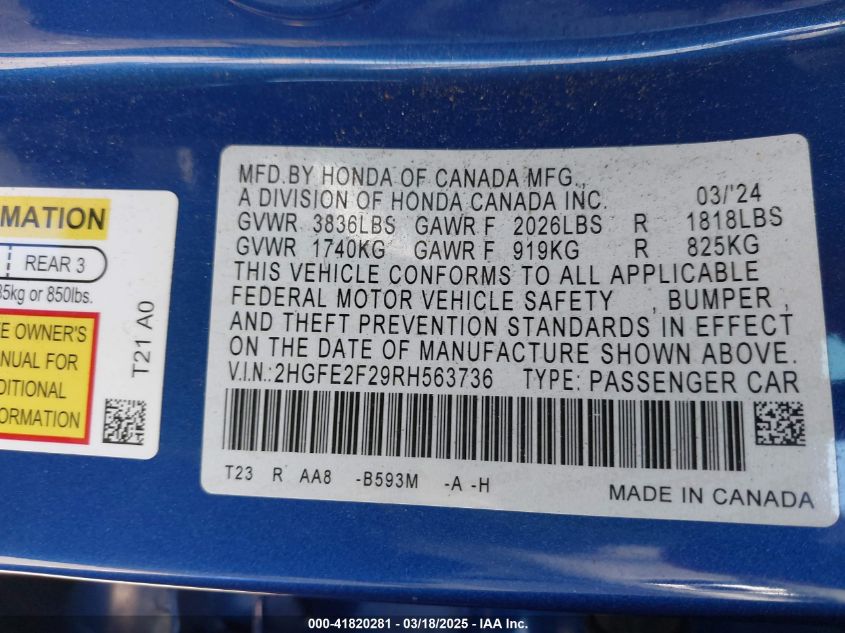 MFD.BY HONDA OF CANADA MFG.,
A DIVISION OF HONDA CANADA INC. 03/'24
GVWR 3836LBS GAWR F 2026LBS R 1818LBS
GVWR 1740KG GAWR F 919KG R 825KG
THIS VEHICLE CONFORMS TO ALL APPLICABLE
FEDERAL MOTOR VEHICLE SAFETY , BUMPER ,
AND THEFT PREVENTION STANDARDS IN EFFECT
ON THE DATE OF MANUFACTURE SHOWN ABOVE.
V.I.N.:2HGFE2F29RH563736 TYPE: PASSENGER CAR
T23 R AA8 -B593M -A -H
MADE IN CANADA
RMATION
REAR 3
85kg or 850lbs.
E OWNER'S
NUAL FOR
DITIONAL
FORMATION
T21 A0
000-41820281 - 03/18/2025 - IAA Inc.